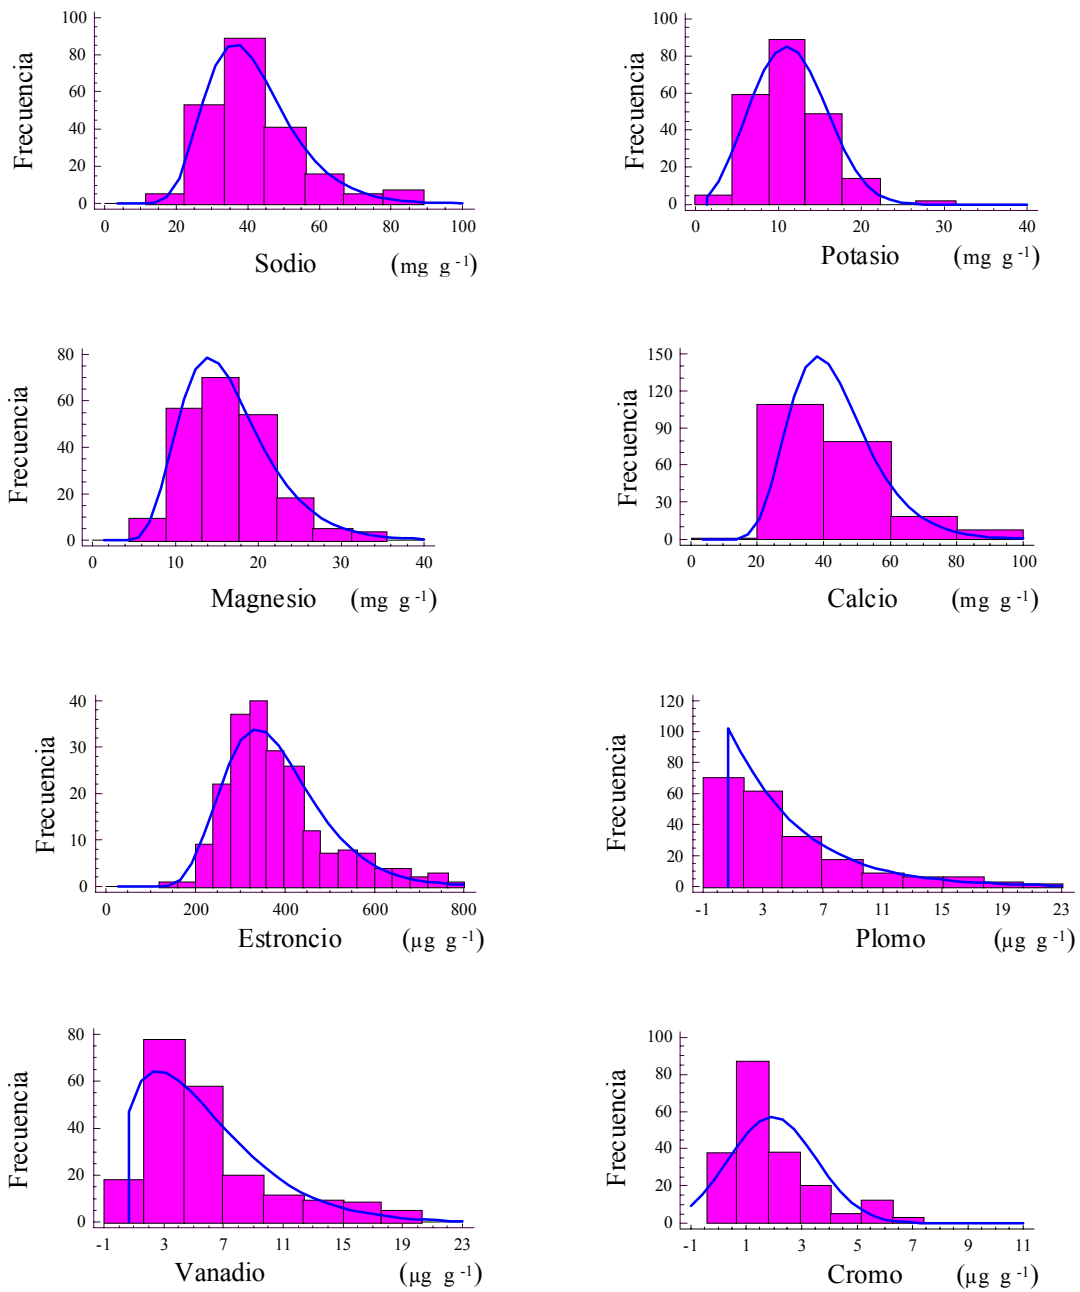 100
80
60
40
20
0
Frecuencia
0 20 40 60 80 100
Sodio (mg g⁻¹)
100
80
60
40
20
0
Frecuencia
0 10 20 30 40
Potasio (mg g⁻¹)
80
60
40
20
0
Frecuencia
0 10 20 30 40
Magnesio (mg g⁻¹)
150
120
90
60
30
0
Frecuencia
0 20 40 60 80 100
Calcio (mg g⁻¹)
40
30
20
10
0
Frecuencia
0 200 400 600 800
Estroncio (µg g⁻¹)
120
100
80
60
40
20
0
Frecuencia
-1 3 7 11 15 19 23
Plomo (µg g⁻¹)
80
60
40
20
0
Frecuencia
-1 3 7 11 15 19 23
Vanadio (µg g⁻¹)
100
80
60
40
20
0
Frecuencia
-1 1 3 5 7 9 11
Cromo (µg g⁻¹)